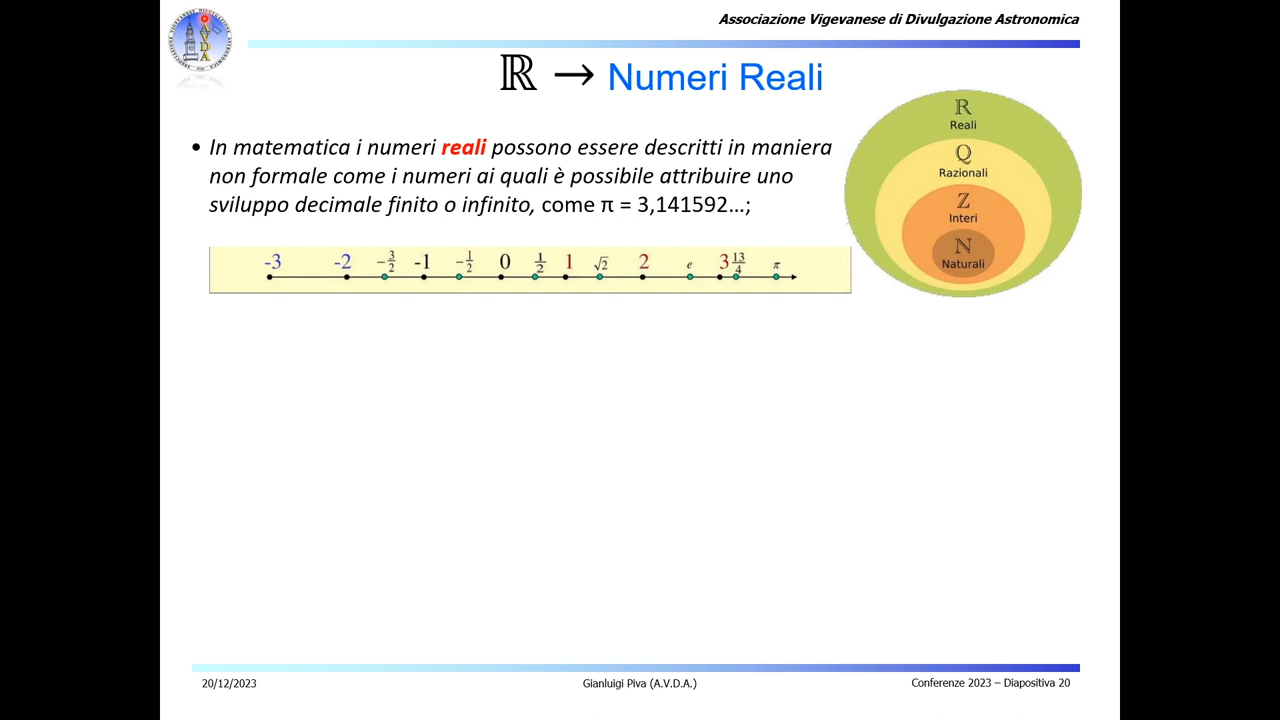 Associazione Vigevanese di Divulgazione Astronomica
ℝ → Numeri Reali
• In matematica i numeri reali possono essere descritti in maniera
non formale come i numeri ai quali è possibile attribuire uno
sviluppo decimale finito o infinito, come π = 3,141592…;
-3 -2 -3/2 -1 -1/2 0 1/2 1 √2 2 e 3 13/4 π
ℝ
Reali
ℚ
Razionali
ℤ
Interi
ℕ
Naturali
20/12/2023 Gianluigi Piva (A.V.D.A.) Conferenze 2023 – Diapositiva 20